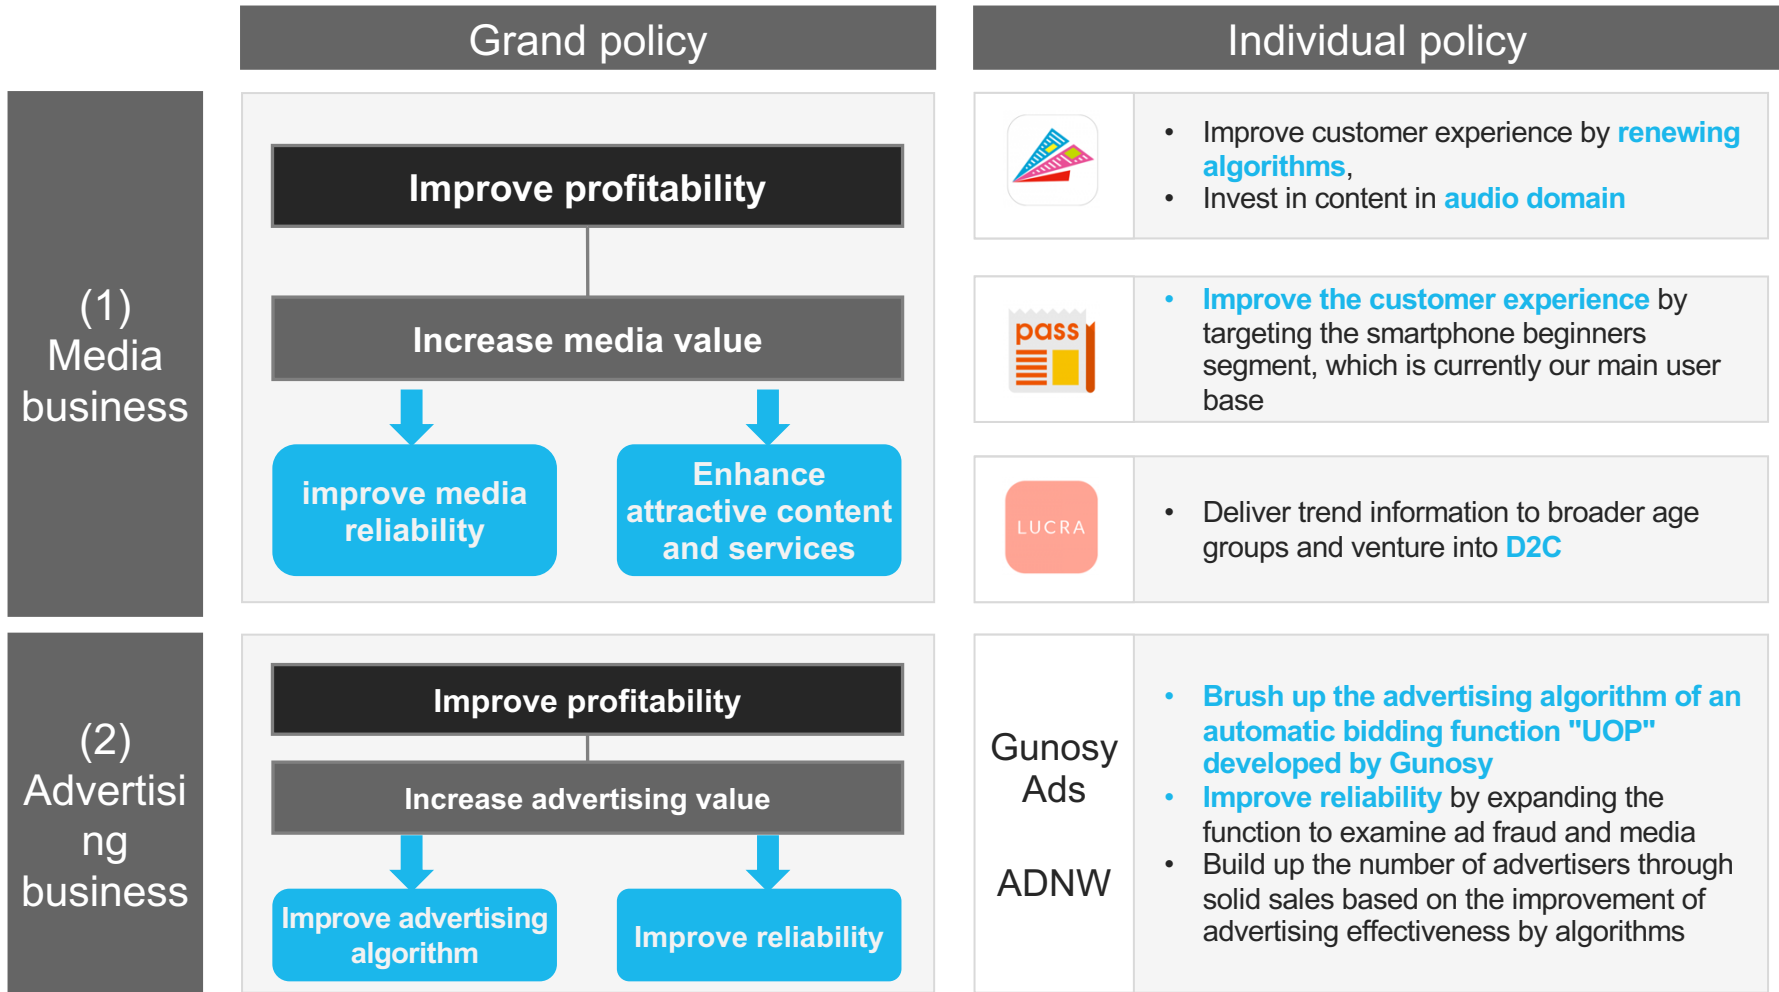 Grand policy
Individual policy
(1)
Media
business
Improve profitability
Increase media value
improve media
reliability
Enhance
attractive content
and services
• Improve customer experience by renewing
algorithms,
• Invest in content in audio domain
pass
• Improve the customer experience by
targeting the smartphone beginners
segment, which is currently our main user
base
LUCRA
• Deliver trend information to broader age
groups and venture into D2C
(2)
Advertisi
ng
business
Improve profitability
Increase advertising value
Improve advertising
algorithm
Improve reliability
Gunosy
Ads
ADNW
• Brush up the advertising algorithm of an
automatic bidding function "UOP"
developed by Gunosy
• Improve reliability by expanding the
function to examine ad fraud and media
• Build up the number of advertisers through
solid sales based on the improvement of
advertising effectiveness by algorithms